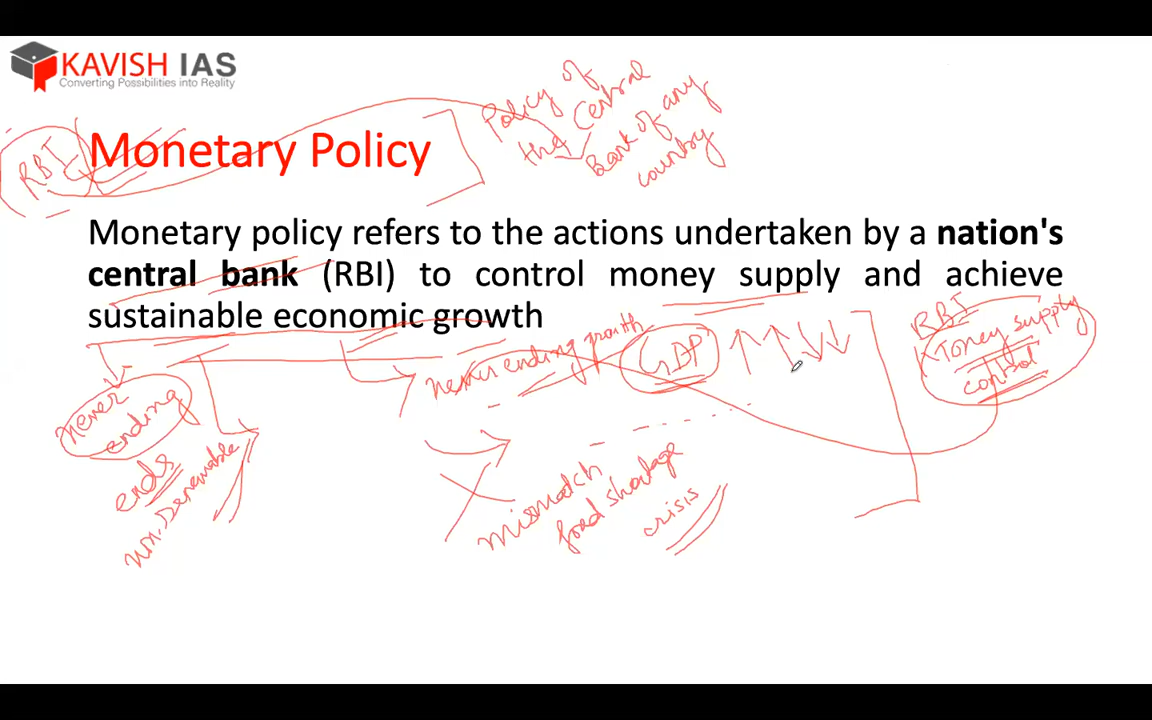 KAVISH IAS
Converting Possibilities into Reality
Policy of
the Central
Bank of any
country
RBI
Monetary Policy
Monetary policy refers to the actions undertaken by a nation's
central bank (RBI) to control money supply and achieve
sustainable economic growth
never ending growth
GDP
RBI
Money supply
control
never
ending
ends
non-renewable
mismatch
food shortage
crisis